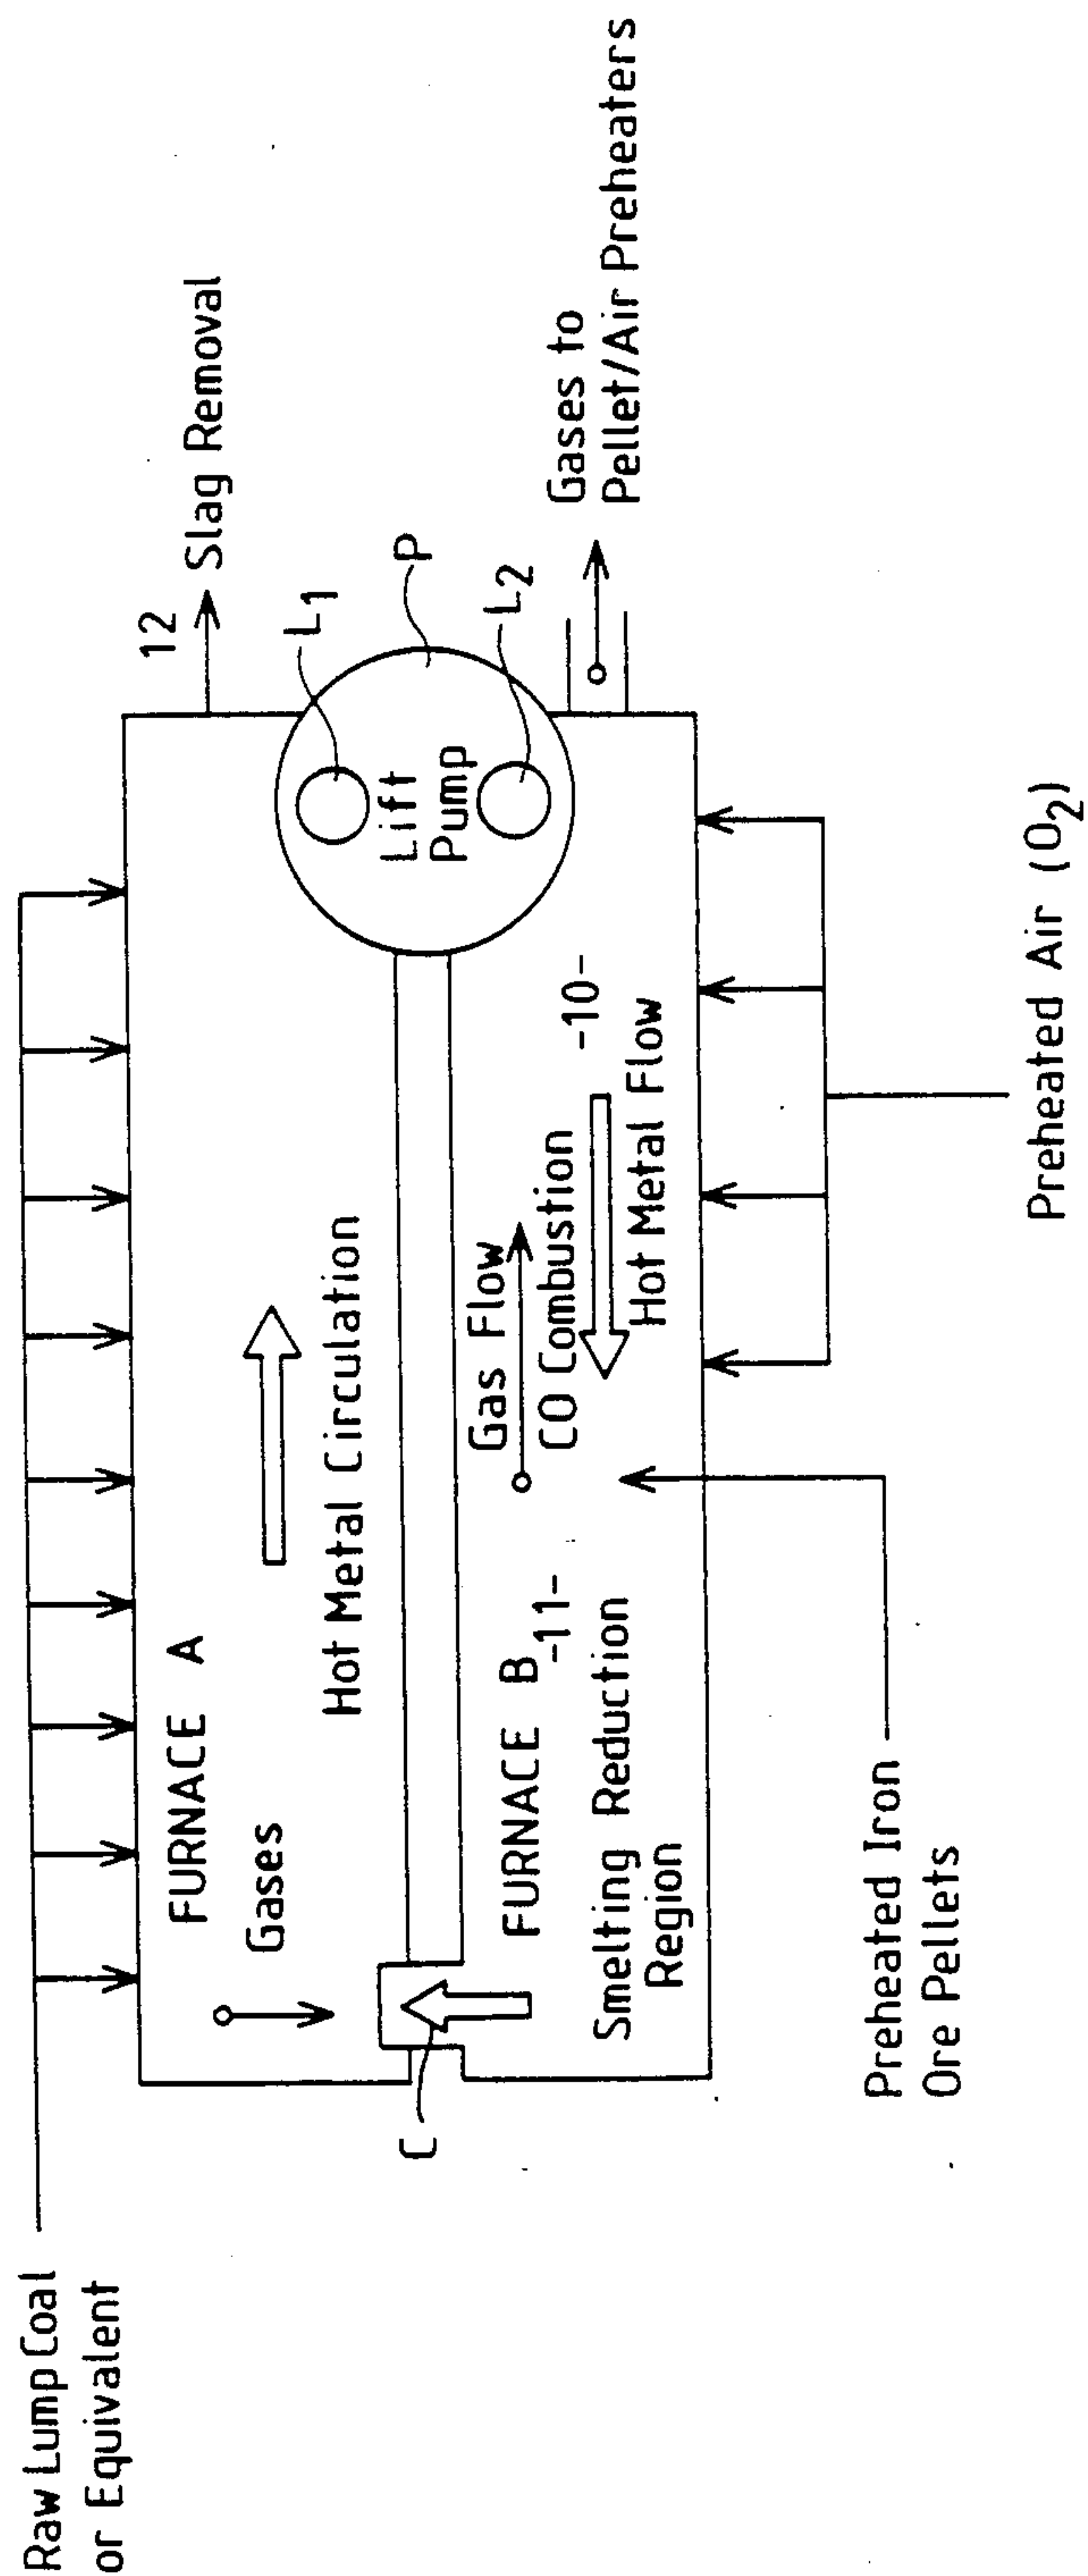 Raw Lump Coal
or Equivalent
FURNACE A
Gases
Hot Metal Circulation
12
Slag Removal
L1
P
Lift
Pump
L2
Gases to
Pellet/Air Preheaters
C
FURNACE B
-11-
Smelting Reduction
Region
Gas Flow
CO Combustion
-10-
Hot Metal Flow
Preheated Iron
Ore Pellets
Preheated Air (O2)